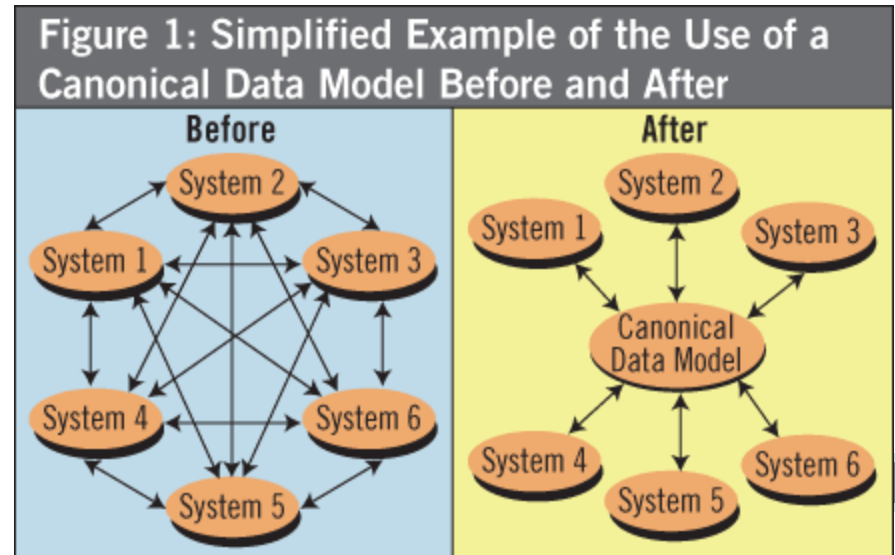 Figure 1: Simplified Example of the Use of a
Canonical Data Model Before and After
Before
System 2
System 1
System 3
System 4
System 6
System 5
After
System 2
System 1
System 3
Canonical
Data Model
System 4
System 6
System 5